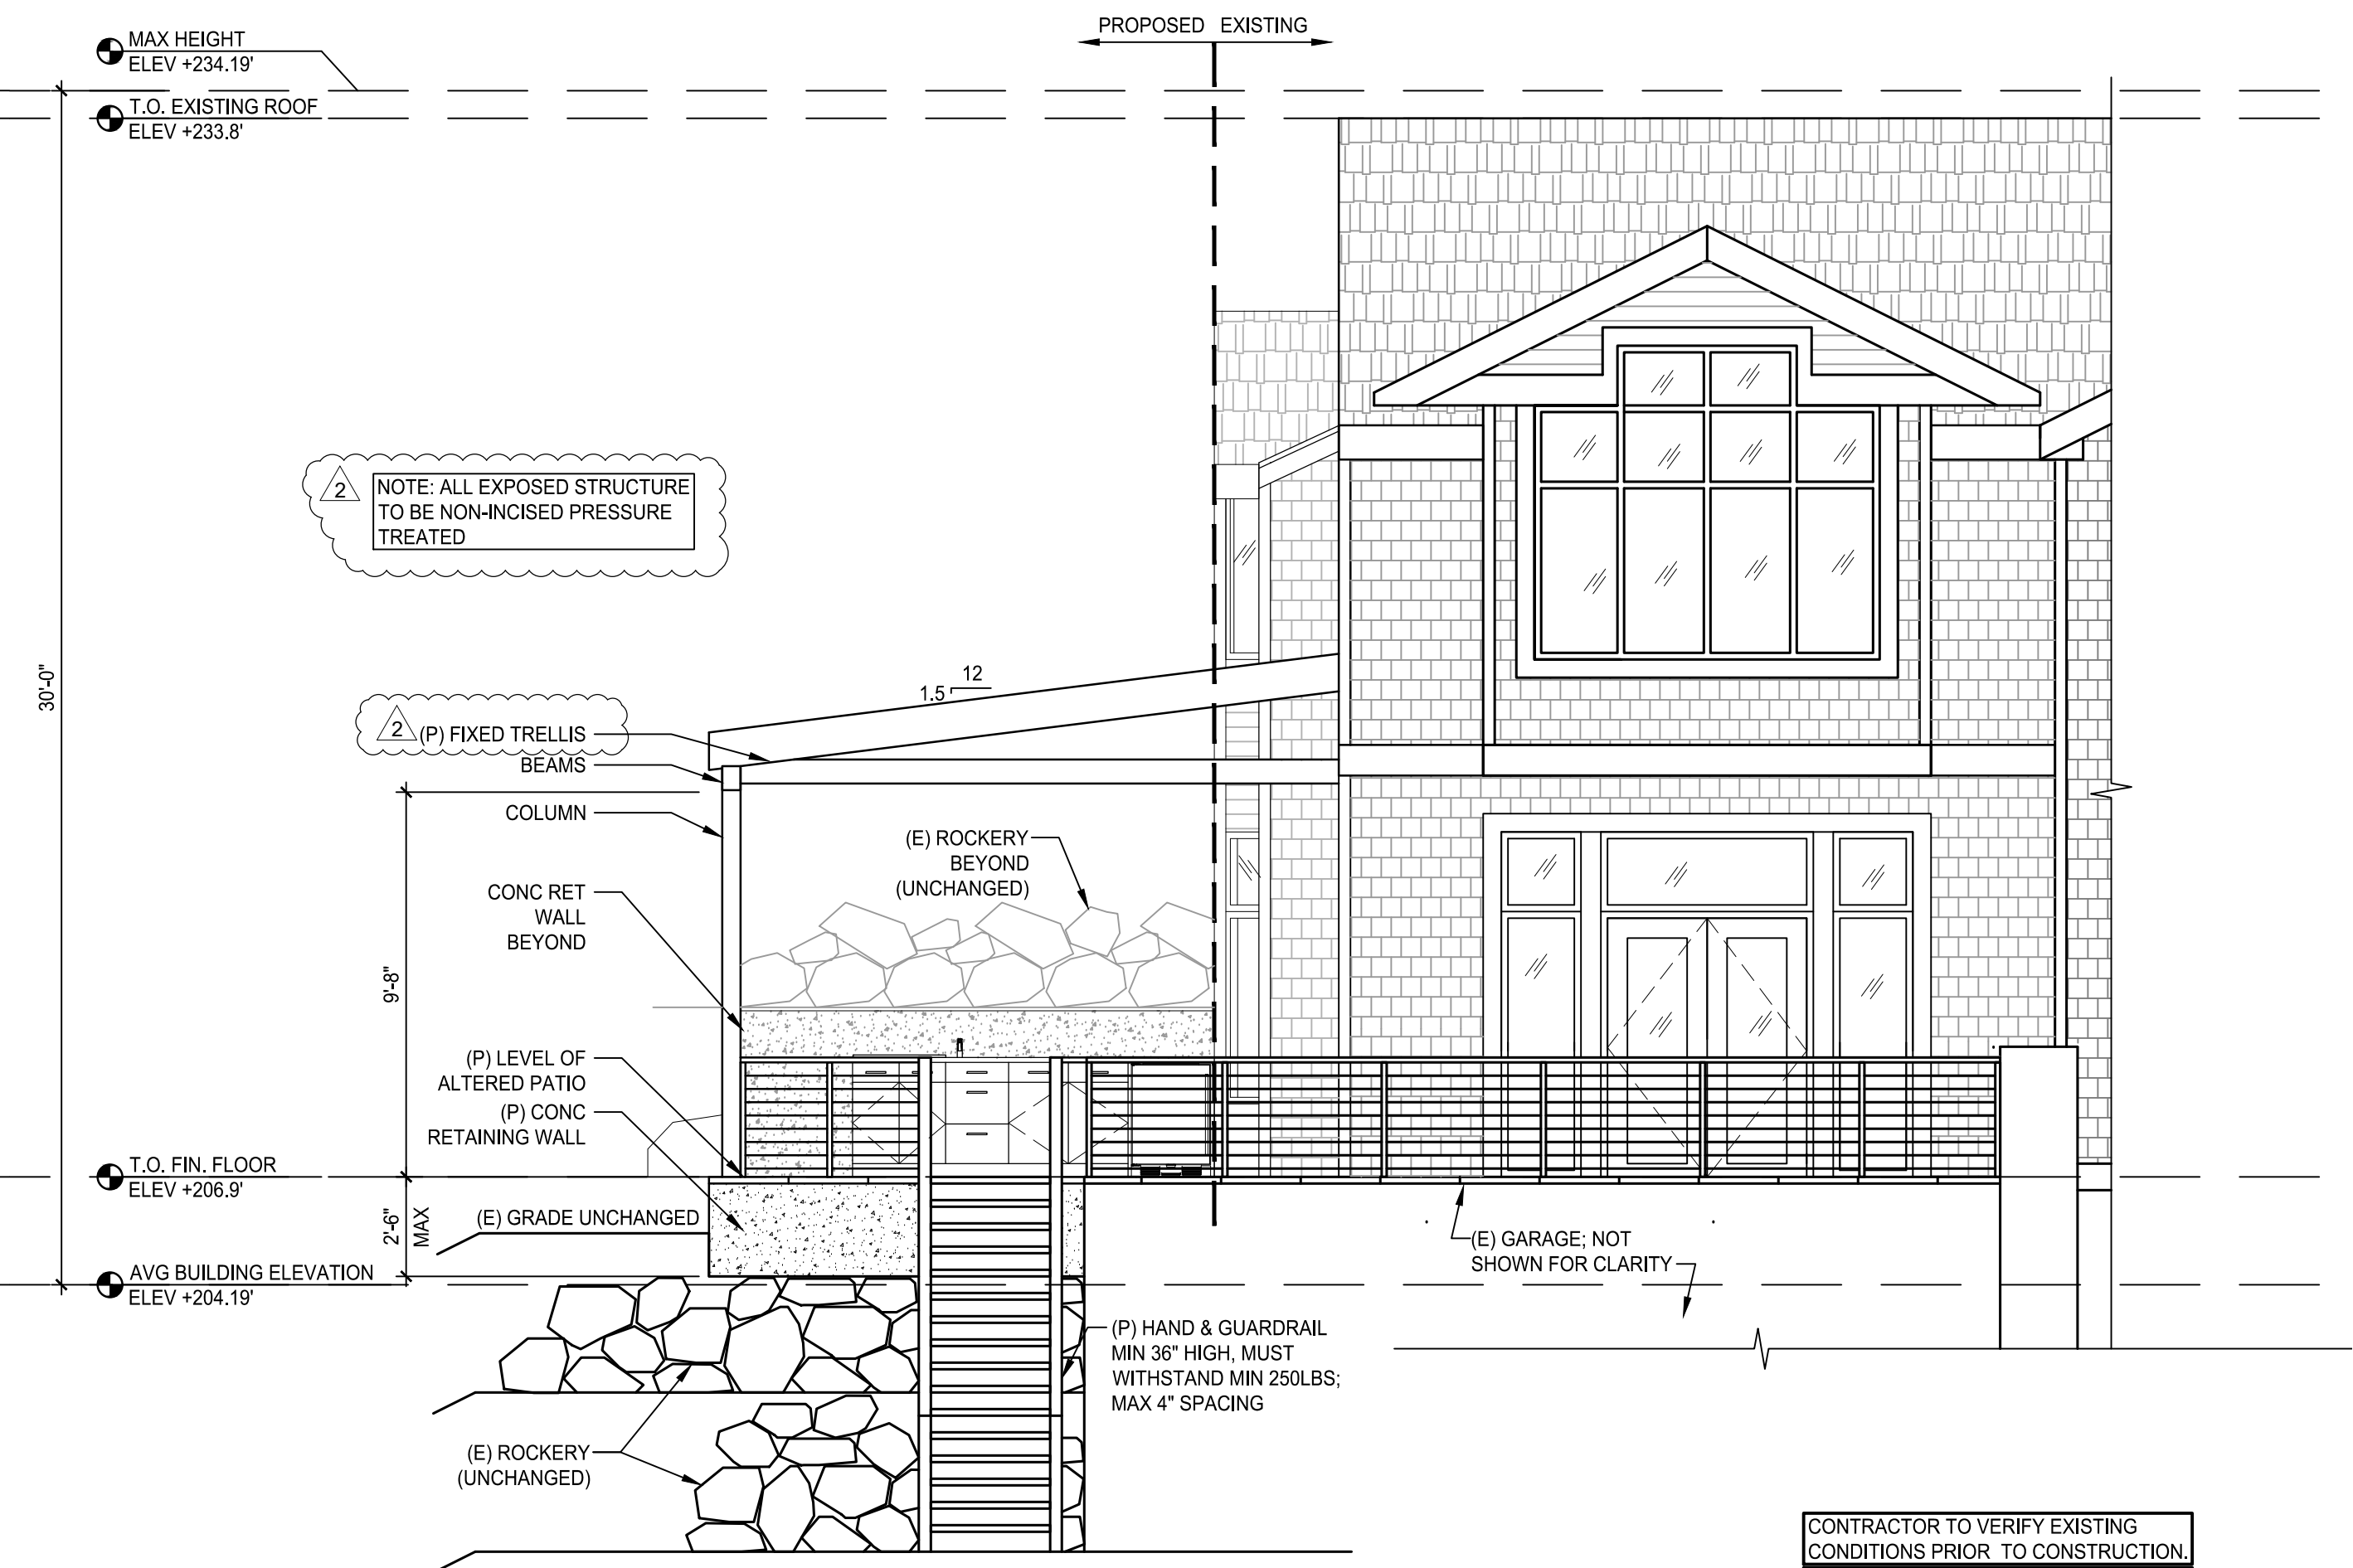 PROPOSED EXISTING
MAX HEIGHT
ELEV +234.19'
T.O. EXISTING ROOF
ELEV +233.8'
2
NOTE: ALL EXPOSED STRUCTURE
TO BE NON-INCISED PRESSURE
TREATED
30'-0"
12
1.5
2
(P) FIXED TRELLIS
BEAMS
COLUMN
(E) ROCKERY
BEYOND
(UNCHANGED)
CONC RET
WALL
BEYOND
9'-8"
(P) LEVEL OF
ALTERED PATIO
(P) CONC
RETAINING WALL
T.O. FIN. FLOOR
ELEV +206.9'
2'-6"
MAX
(E) GRADE UNCHANGED
(E) GARAGE; NOT
SHOWN FOR CLARITY
AVG BUILDING ELEVATION
ELEV +204.19'
(P) HAND & GUARDRAIL
MIN 36" HIGH, MUST
WITHSTAND MIN 250LBS;
MAX 4" SPACING
(E) ROCKERY
(UNCHANGED)
CONTRACTOR TO VERIFY EXISTING
CONDITIONS PRIOR TO CONSTRUCTION.